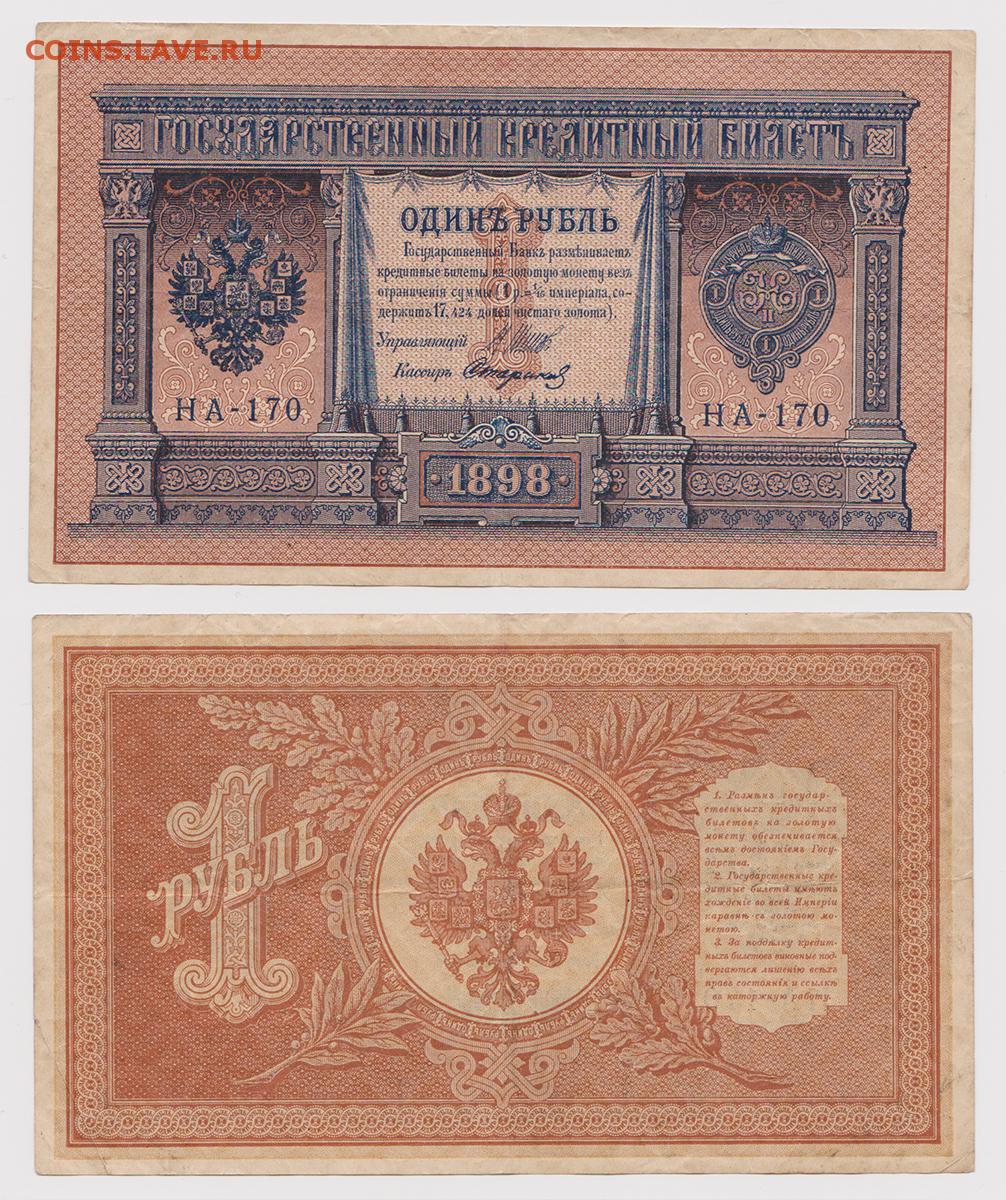 COINS.LAVE.RU
ГОСУДАРСТВЕННЫЙ КРЕДИТНЫЙ БИЛЕТЪ
ОДИНЪ РУБЛЬ
Государственный Банкъ размѣниваетъ
кредитные билеты на золотую монету безъ
ограниченія суммы (1 р.= 1/15 имперіала, со-
держитъ 17,424 долей чистаго золота).
Управляющій
Кассиръ
НА-170
НА-170
1 1
1
1898
1
РУБЛЬ
1. Размѣнъ государ-
ственныхъ кредитныхъ
билетовъ на золотую
монету обезпечивается
всѣмъ достояніемъ Госу-
дарства.
2. Государственные кре-
дитные билеты имѣютъ
хожденіе во всей Имперіи
наравнѣ съ золотою мо-
нетою.
3. За поддѣлку кредит-
ныхъ билетовъ виновные под-
вергаются лишенію всѣхъ
правъ состоянія и ссылкѣ
въ каторжную работу.